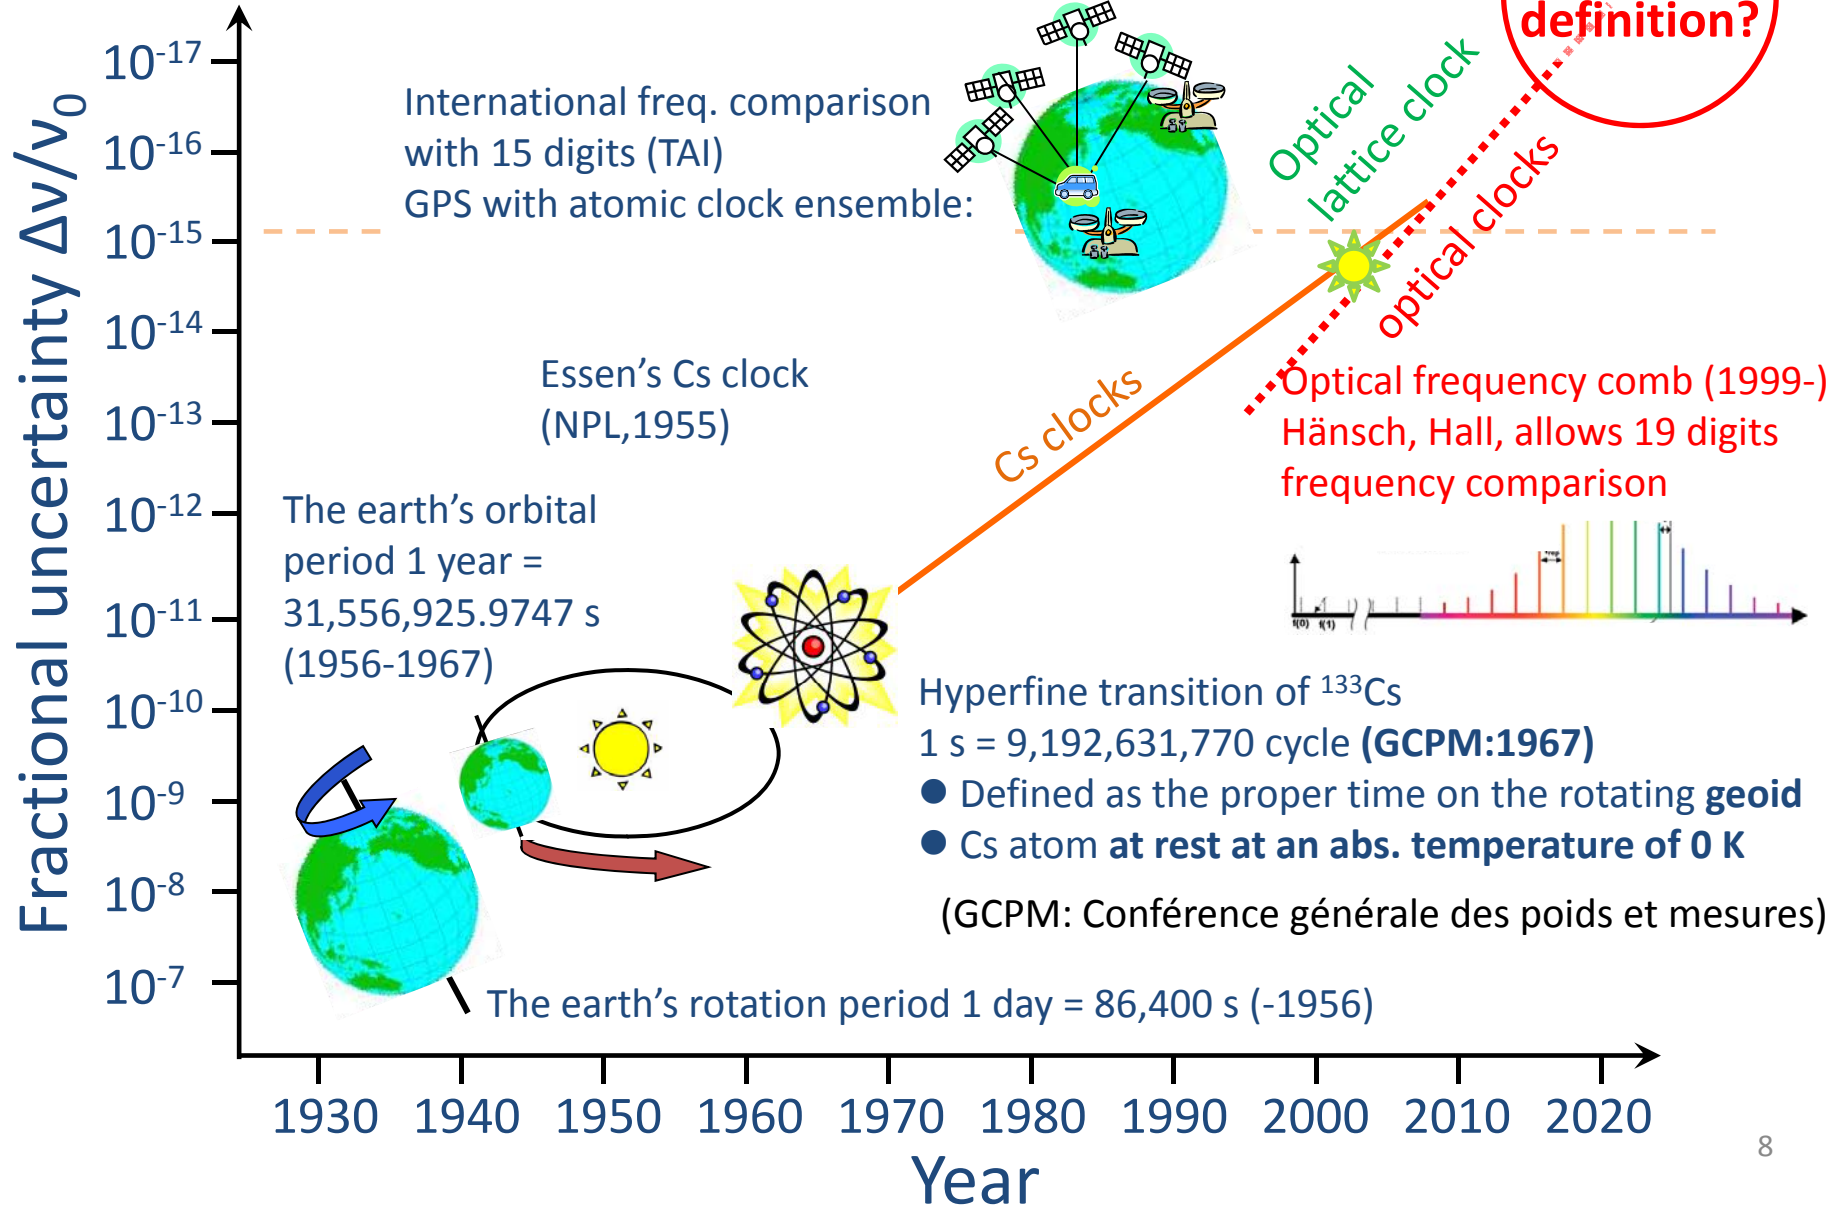 definition?
10-17
10-16
10-15
10-14
10-13
10-12
10-11
10-10
10-9
10-8
10-7
Fractional uncertainty Δν/ν0
International freq. comparison
with 15 digits (TAI)
GPS with atomic clock ensemble:
Optical
lattice clock
optical clocks
Essen's Cs clock
(NPL,1955)
Cs clocks
Optical frequency comb (1999-)
Hänsch, Hall, allows 19 digits
frequency comparison
f(0) f(1)
The earth's orbital
period 1 year =
31,556,925.9747 s
(1956-1967)
Hyperfine transition of 133Cs
1 s = 9,192,631,770 cycle (GCPM:1967)
● Defined as the proper time on the rotating geoid
● Cs atom at rest at an abs. temperature of 0 K
(GCPM: Conférence générale des poids et mesures)
The earth's rotation period 1 day = 86,400 s (-1956)
1930 1940 1950 1960 1970 1980 1990 2000 2010 2020
Year
8